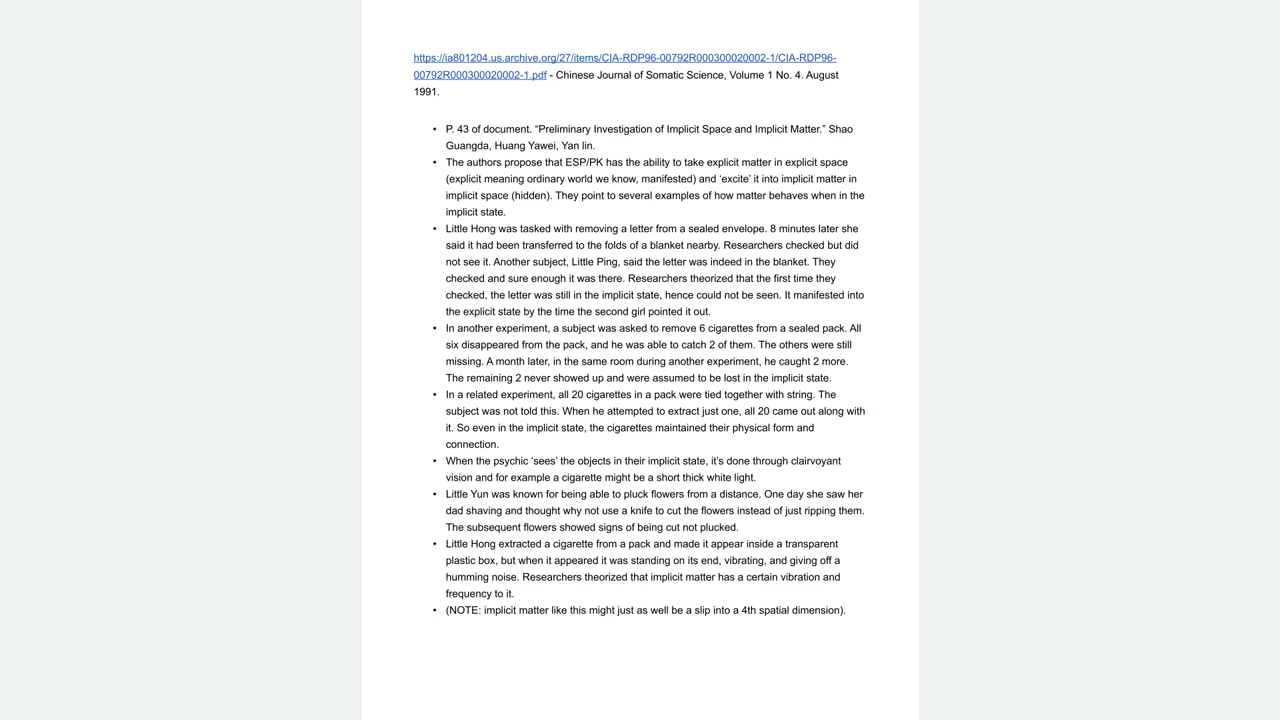 https://ia801204.us.archive.org/27/items/CIA-RDP96-00792R000300020002-1/CIA-RDP96-
00792R000300020002-1.pdf - Chinese Journal of Somatic Science, Volume 1 No. 4. August
1991.
• P. 43 of document. “Preliminary Investigation of Implicit Space and Implicit Matter.” Shao
Guangda, Huang Yawei, Yan lin.
• The authors propose that ESP/PK has the ability to take explicit matter in explicit space
(explicit meaning ordinary world we know, manifested) and ‘excite’ it into implicit matter in
implicit space (hidden). They point to several examples of how matter behaves when in the
implicit state.
• Little Hong was tasked with removing a letter from a sealed envelope. 8 minutes later she
said it had been transferred to the folds of a blanket nearby. Researchers checked but did
not see it. Another subject, Little Ping, said the letter was indeed in the blanket. They
checked and sure enough it was there. Researchers theorized that the first time they
checked, the letter was still in the implicit state, hence could not be seen. It manifested into
the explicit state by the time the second girl pointed it out.
• In another experiment, a subject was asked to remove 6 cigarettes from a sealed pack. All
six disappeared from the pack, and he was able to catch 2 of them. The others were still
missing. A month later, in the same room during another experiment, he caught 2 more.
The remaining 2 never showed up and were assumed to be lost in the implicit state.
• In a related experiment, all 20 cigarettes in a pack were tied together with string. The
subject was not told this. When he attempted to extract just one, all 20 came out along with
it. So even in the implicit state, the cigarettes maintained their physical form and
connection.
• When the psychic ‘sees’ the objects in their implicit state, it’s done through clairvoyant
vision and for example a cigarette might be a short thick white light.
• Little Yun was known for being able to pluck flowers from a distance. One day she saw her
dad shaving and thought why not use a knife to cut the flowers instead of just ripping them.
The subsequent flowers showed signs of being cut not plucked.
• Little Hong extracted a cigarette from a pack and made it appear inside a transparent
plastic box, but when it appeared it was standing on its end, vibrating, and giving off a
humming noise. Researchers theorized that implicit matter has a certain vibration and
frequency to it.
• (NOTE: implicit matter like this might just as well be a slip into a 4th spatial dimension).